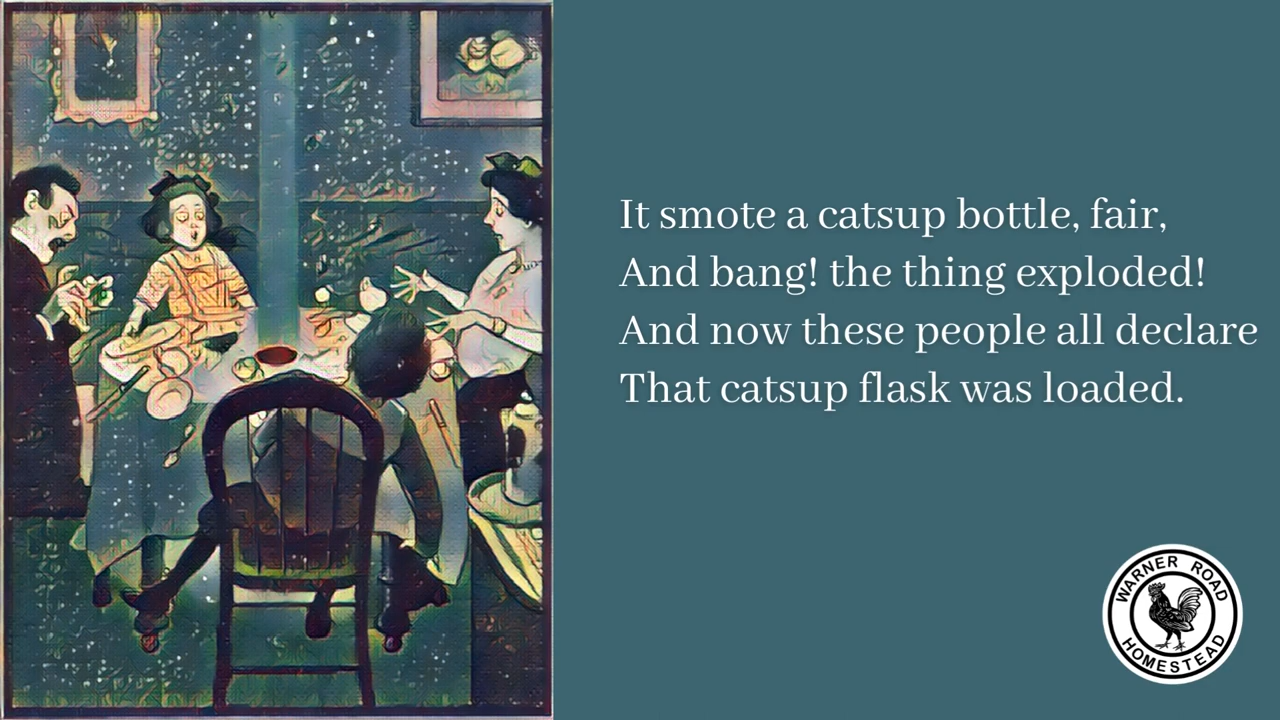 It smote a catsup bottle, fair,
And bang! the thing exploded!
And now these people all declare
That catsup flask was loaded.
WARNER ROAD
HOMESTEAD